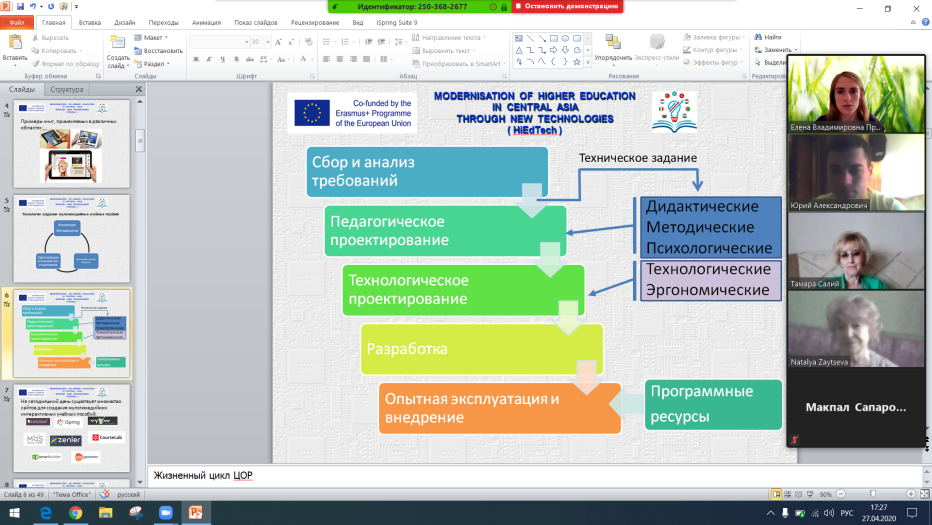 Идентификатор: 250-368-2677
Остановить демонстрацию
Файл
Главная
Вставка
Дизайн
Переходы
Анимация
Показ слайдов
Рецензирование
Вид
iSpring Suite 9
Вставить
Вырезать
Копировать
Формат по образцу
Буфер обмена
Создать
слайд
Макет
Восстановить
Раздел
Слайды
Шрифт
Направление текста
Выровнять текст
Преобразовать в SmartArt
Абзац
Упорядочить
Экспресс-стили
Заливка фигуры
Контур фигуры
Эффекты фигур
Рисование
Найти
Заменить
Выделить
Слайды
Структура
4
Примеры книг, применяемых в различных
областях:
5
Технология создания мультимедийных учебных пособий
6
7
На сегодняшний день существует множество
сайтов для создания мультимедийных
интерактивных учебных пособий:
iSpring
zenler
CourseLab
8
Co-funded by the
Erasmus+ Programme
of the European Union
MODERNISATION OF HIGHER EDUCATION
IN CENTRAL ASIA
THROUGH NEW TECHNOLOGIES
( HiEdTech )
Сбор и анализ
требований
Техническое задание
Педагогическое
проектирование
Дидактические
Методические
Психологические
Технологическое
проектирование
Технологические
Эргономические
Разработка
Опытная эксплуатация и
внедрение
Программные
ресурсы
Жизненный цикл ЦОР
Елена Владимировна Пр...
Юрий Александрович
Тамара Салий
Natalya Zaytseva
Макпал Сапаро...
Слайд 6 из 49
"Тема Office"
русский
90%
РУС
17:27
27.04.2020